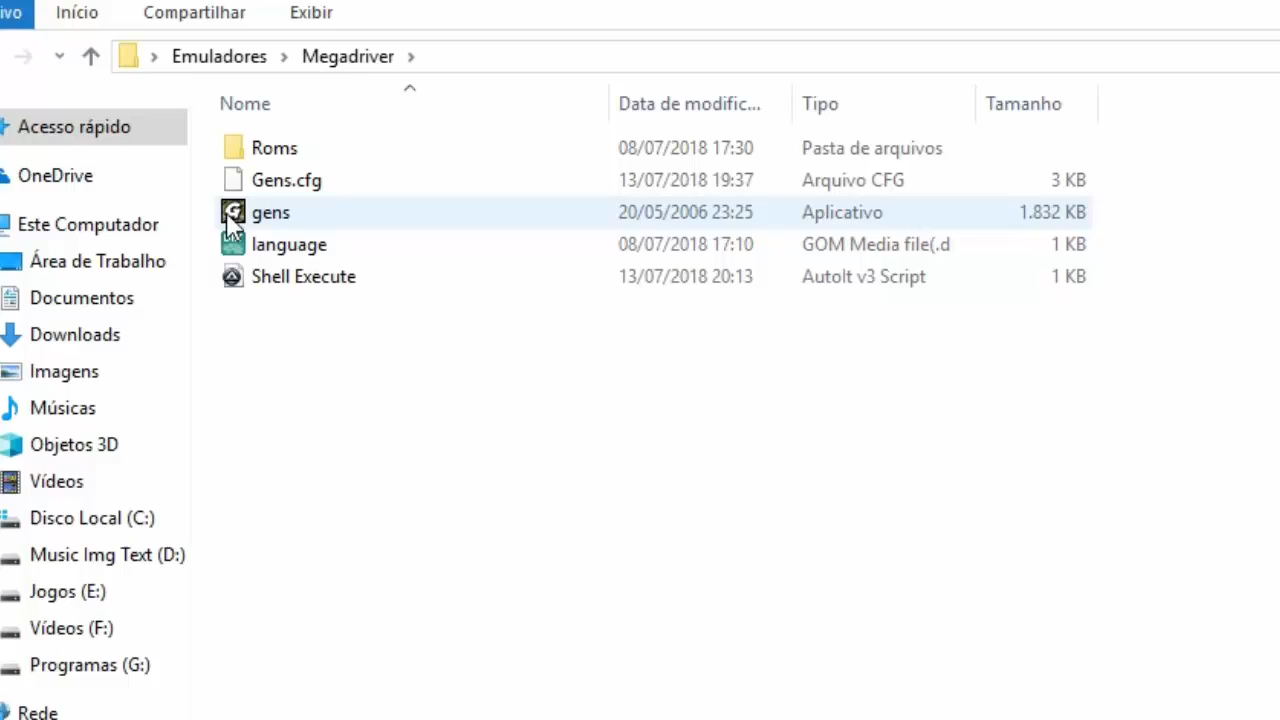 ivo Início Compartilhar Exibir
Emuladores Megadriver
Nome Data de modific... Tipo Tamanho
Roms 08/07/2018 17:30 Pasta de arquivos
Gens.cfg 13/07/2018 19:37 Arquivo CFG 3 KB
gens 20/05/2006 23:25 Aplicativo 1.832 KB
language 08/07/2018 17:10 GOM Media file(.d 1 KB
Shell Execute 13/07/2018 20:13 AutoIt v3 Script 1 KB
Acesso rápido
OneDrive
Este Computador
Área de Trabalho
Documentos
Downloads
Imagens
Músicas
Objetos 3D
Vídeos
Disco Local (C:)
Music Img Text (D:)
Jogos (E:)
Vídeos (F:)
Programas (G:)
Rede